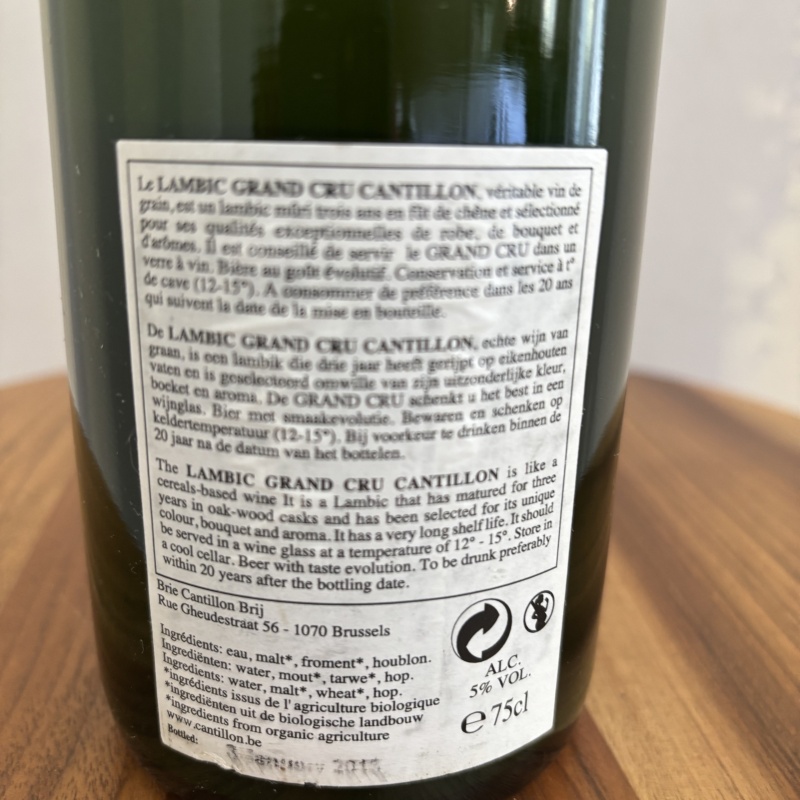 Le LAMBIC GRAND CRU CANTILLON, véritable vin de
grain, est un lambic mûri trois ans en fût de chêne et sélectionné
pour ses qualités exceptionnelles de robe, de bouquet et
d'arômes. Il est conseillé de servir le GRAND CRU dans un
verre à vin. Bière au goût évolutif. Conservation et service à t°
de cave (12-15°). A consommer de préfférence dans les 20 ans
qui suivent la date de la mise en bouteille.
De LAMBIC GRAND CRU CANTILLON, echte wijn van
graan, is een lambik die drie jaar heeft gerijpt op eikenhouten
vaten en is geselecteerd omwille van zijn uitzonderlijke kleur,
boeket en aroma. De GRAND CRU schenkt u het best in een
wijnglas. Bier met smaakevolutie. Bewaren en schenken op
keldertemperatuur (12-15°). Bij voorkeur te drinken binnen de
20 jaar na de datum van het bottelen.
The LAMBIC GRAND CRU CANTILLON is like a
cereals-based wine It is a Lambic that has matured for three
years in oak-wood casks and has been selected for its unique
colour, bouquet and aroma. It has a very long shelf life. It should
be served in a wine glass at a temperature of 12° - 15°. Store in
a cool cellar. Beer with taste evolution. To be drunk preferably
within 20 years after the bottling date.
Brie Cantillon Brij
Rue Gheudestraat 56 - 1070 Brussels
Ingrédients: eau, malt*, froment*, houblon.
Ingrediënten: water, mout*, tarwe*, hop.
Ingredients: water, malt*, wheat*, hop.
*ingrédients issus de l'agriculture biologique
*ingrediënten uit de biologische landbouw
*ingredients from organic agriculture
www.cantillon.be
Bottled:
January
ALC.
5% VOL.
e 75cl